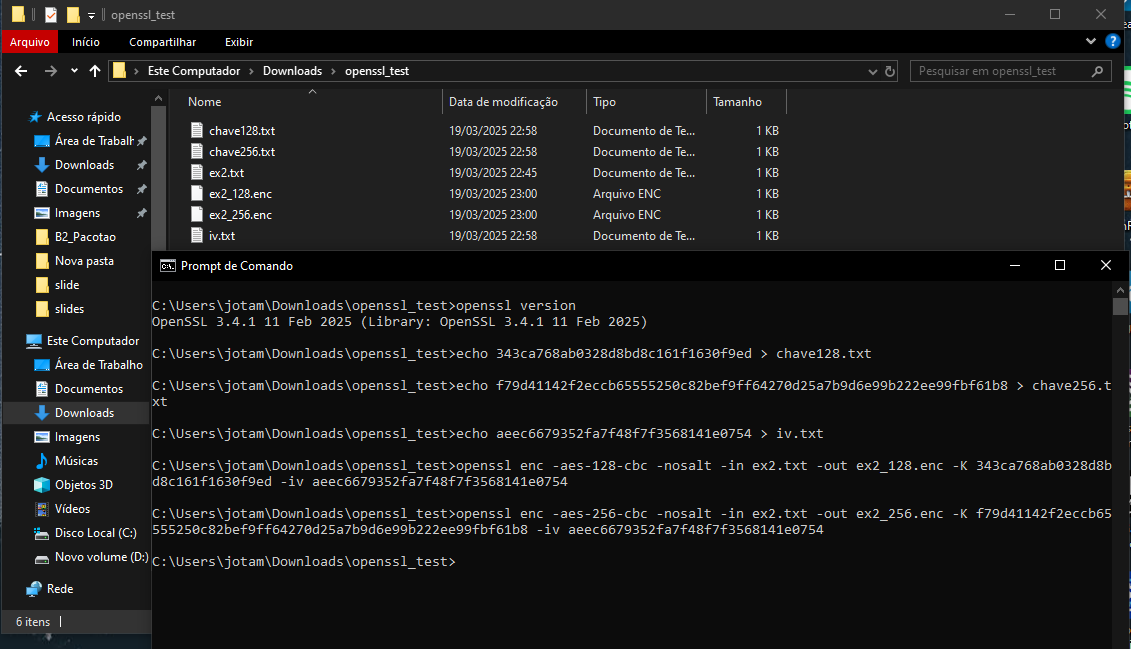 openssl_test
Arquivo Início Compartilhar Exibir
Este Computador > Downloads > openssl_test
Pesquisar em openssl_test
Nome Data de modificação Tipo Tamanho
chave128.txt 19/03/2025 22:58 Documento de Te... 1 KB
chave256.txt 19/03/2025 22:58 Documento de Te... 1 KB
ex2.txt 19/03/2025 22:45 Documento de Te... 1 KB
ex2_128.enc 19/03/2025 23:00 Arquivo ENC 1 KB
ex2_256.enc 19/03/2025 23:00 Arquivo ENC 1 KB
iv.txt 19/03/2025 22:58 Documento de Te... 1 KB
Acesso rápido
Área de Trabalh
Downloads
Documentos
Imagens
B2_Pacotao
Nova pasta
slide
slides
Este Computador
Área de Trabalho
Documentos
Downloads
Imagens
Músicas
Objetos 3D
Vídeos
Disco Local (C:)
Novo volume (D:)
Rede
6 itens
Prompt de Comando
C:\Users\jotam\Downloads\openssl_test>openssl version
OpenSSL 3.4.1 11 Feb 2025 (Library: OpenSSL 3.4.1 11 Feb 2025)
C:\Users\jotam\Downloads\openssl_test>echo 343ca768ab0328d8bd8c161f1630f9ed > chave128.txt
C:\Users\jotam\Downloads\openssl_test>echo f79d41142f2eccb65555250c82bef9ff64270d25a7b9d6e99b222ee99fbf61b8 > chave256.t
xt
C:\Users\jotam\Downloads\openssl_test>echo aeec6679352fa7f48f7f3568141e0754 > iv.txt
C:\Users\jotam\Downloads\openssl_test>openssl enc -aes-128-cbc -nosalt -in ex2.txt -out ex2_128.enc -K 343ca768ab0328d8b
d8c161f1630f9ed -iv aeec6679352fa7f48f7f3568141e0754
C:\Users\jotam\Downloads\openssl_test>openssl enc -aes-256-cbc -nosalt -in ex2.txt -out ex2_256.enc -K f79d41142f2eccb65
555250c82bef9ff64270d25a7b9d6e99b222ee99fbf61b8 -iv aeec6679352fa7f48f7f3568141e0754
C:\Users\jotam\Downloads\openssl_test>